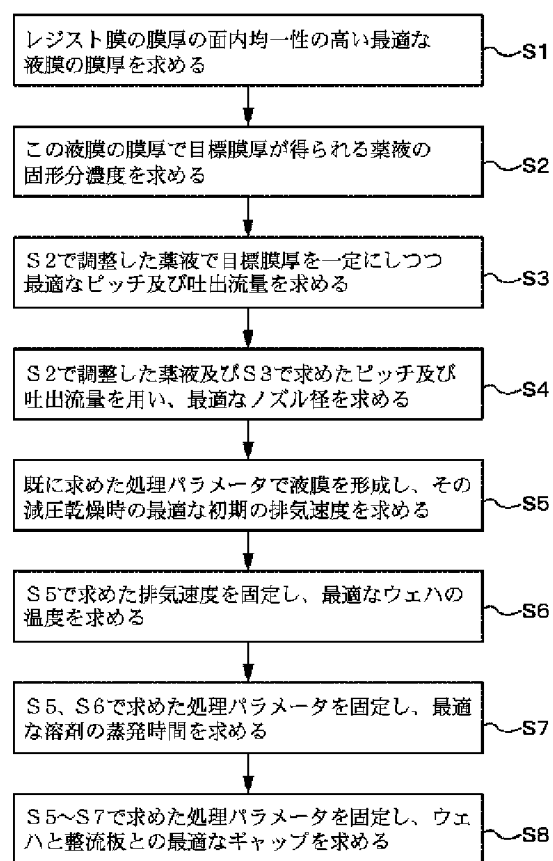 レジスト膜の膜厚の面内均一性の高い最適な
液膜の膜厚を求める
S1
この液膜の膜厚で目標膜厚が得られる薬液の
固形分濃度を求める
S2
S2で調整した薬液で目標膜厚を一定にしつつ
最適なピッチ及び吐出流量を求める
S3
S2で調整した薬液及びS3で求めたピッチ及び
吐出流量を用い、最適なノズル径を求める
S4
既に求めた処理パラメータで液膜を形成し、その
減圧乾燥時の最適な初期の排気速度を求める
S5
S5で求めた排気速度を固定し、最適なウェハの
温度を求める
S6
S5、S6で求めた処理パラメータを固定し、最適
な溶剤の蒸発時間を求める
S7
S5~S7で求めた処理パラメータを固定し、ウェ
ハと整流板との最適なギャップを求める
S8